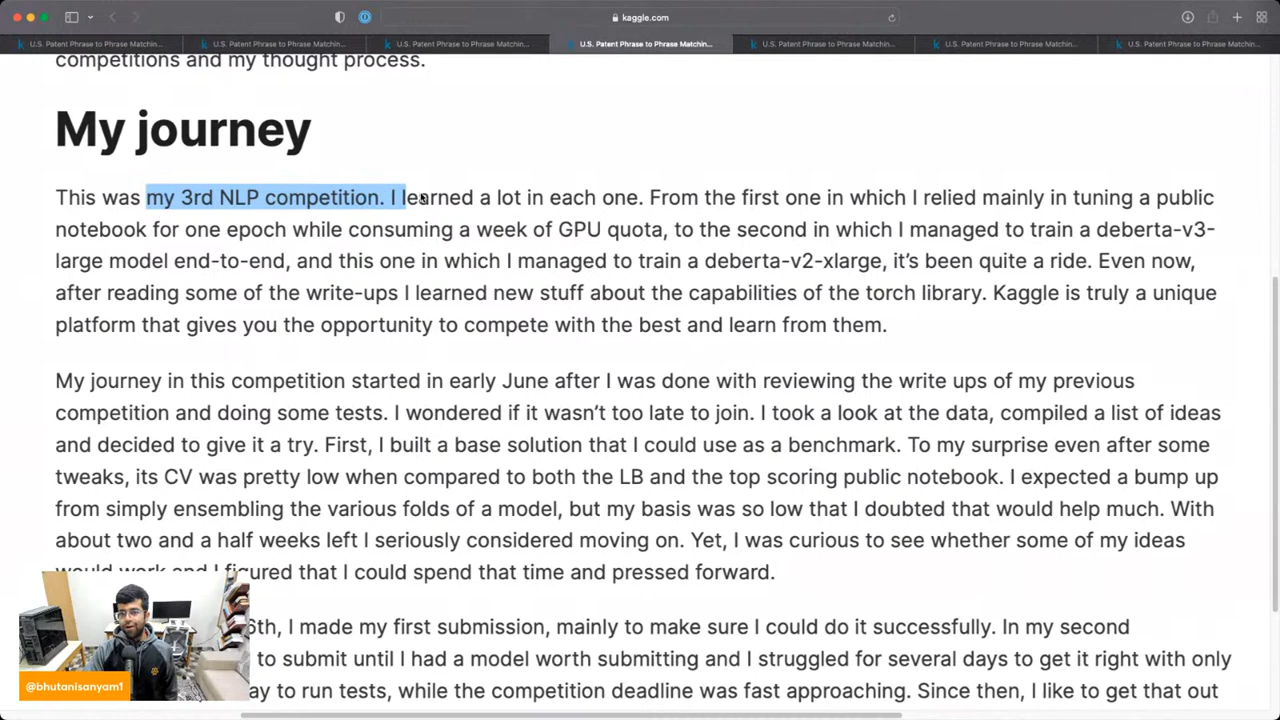 kaggle.com
U.S. Patent Phrase to Phrase Matchin...
U.S. Patent Phrase to Phrase Matchin...
U.S. Patent Phrase to Phrase Matchin...
U.S. Patent Phrase to Phrase Matchin...
U.S. Patent Phrase to Phrase Matchin...
U.S. Patent Phrase to Phrase Matchin...
U.S. Patent Phrase to Phrase Matchin...
competitions and my thought process.
My journey
This was my 3rd NLP competition. I learned a lot in each one. From the first one in which I relied mainly in tuning a public
notebook for one epoch while consuming a week of GPU quota, to the second in which I managed to train a deberta-v3-
large model end-to-end, and this one in which I managed to train a deberta-v2-xlarge, it’s been quite a ride. Even now,
after reading some of the write-ups I learned new stuff about the capabilities of the torch library. Kaggle is truly a unique
platform that gives you the opportunity to compete with the best and learn from them.
My journey in this competition started in early June after I was done with reviewing the write ups of my previous
competition and doing some tests. I wondered if it wasn’t too late to join. I took a look at the data, compiled a list of ideas
and decided to give it a try. First, I built a base solution that I could use as a benchmark. To my surprise even after some
tweaks, its CV was pretty low when compared to both the LB and the top scoring public notebook. I expected a bump up
from simply ensembling the various folds of a model, but my basis was so low that I doubted that would help much. With
about two and a half weeks left I seriously considered moving on. Yet, I was curious to see whether some of my ideas
would work and I figured that I could spend that time and pressed forward.
6th, I made my first submission, mainly to make sure I could do it successfully. In my second
to submit until I had a model worth submitting and I struggled for several days to get it right with only
ay to run tests, while the competition deadline was fast approaching. Since then, I like to get that out
@bhutanisanyam1